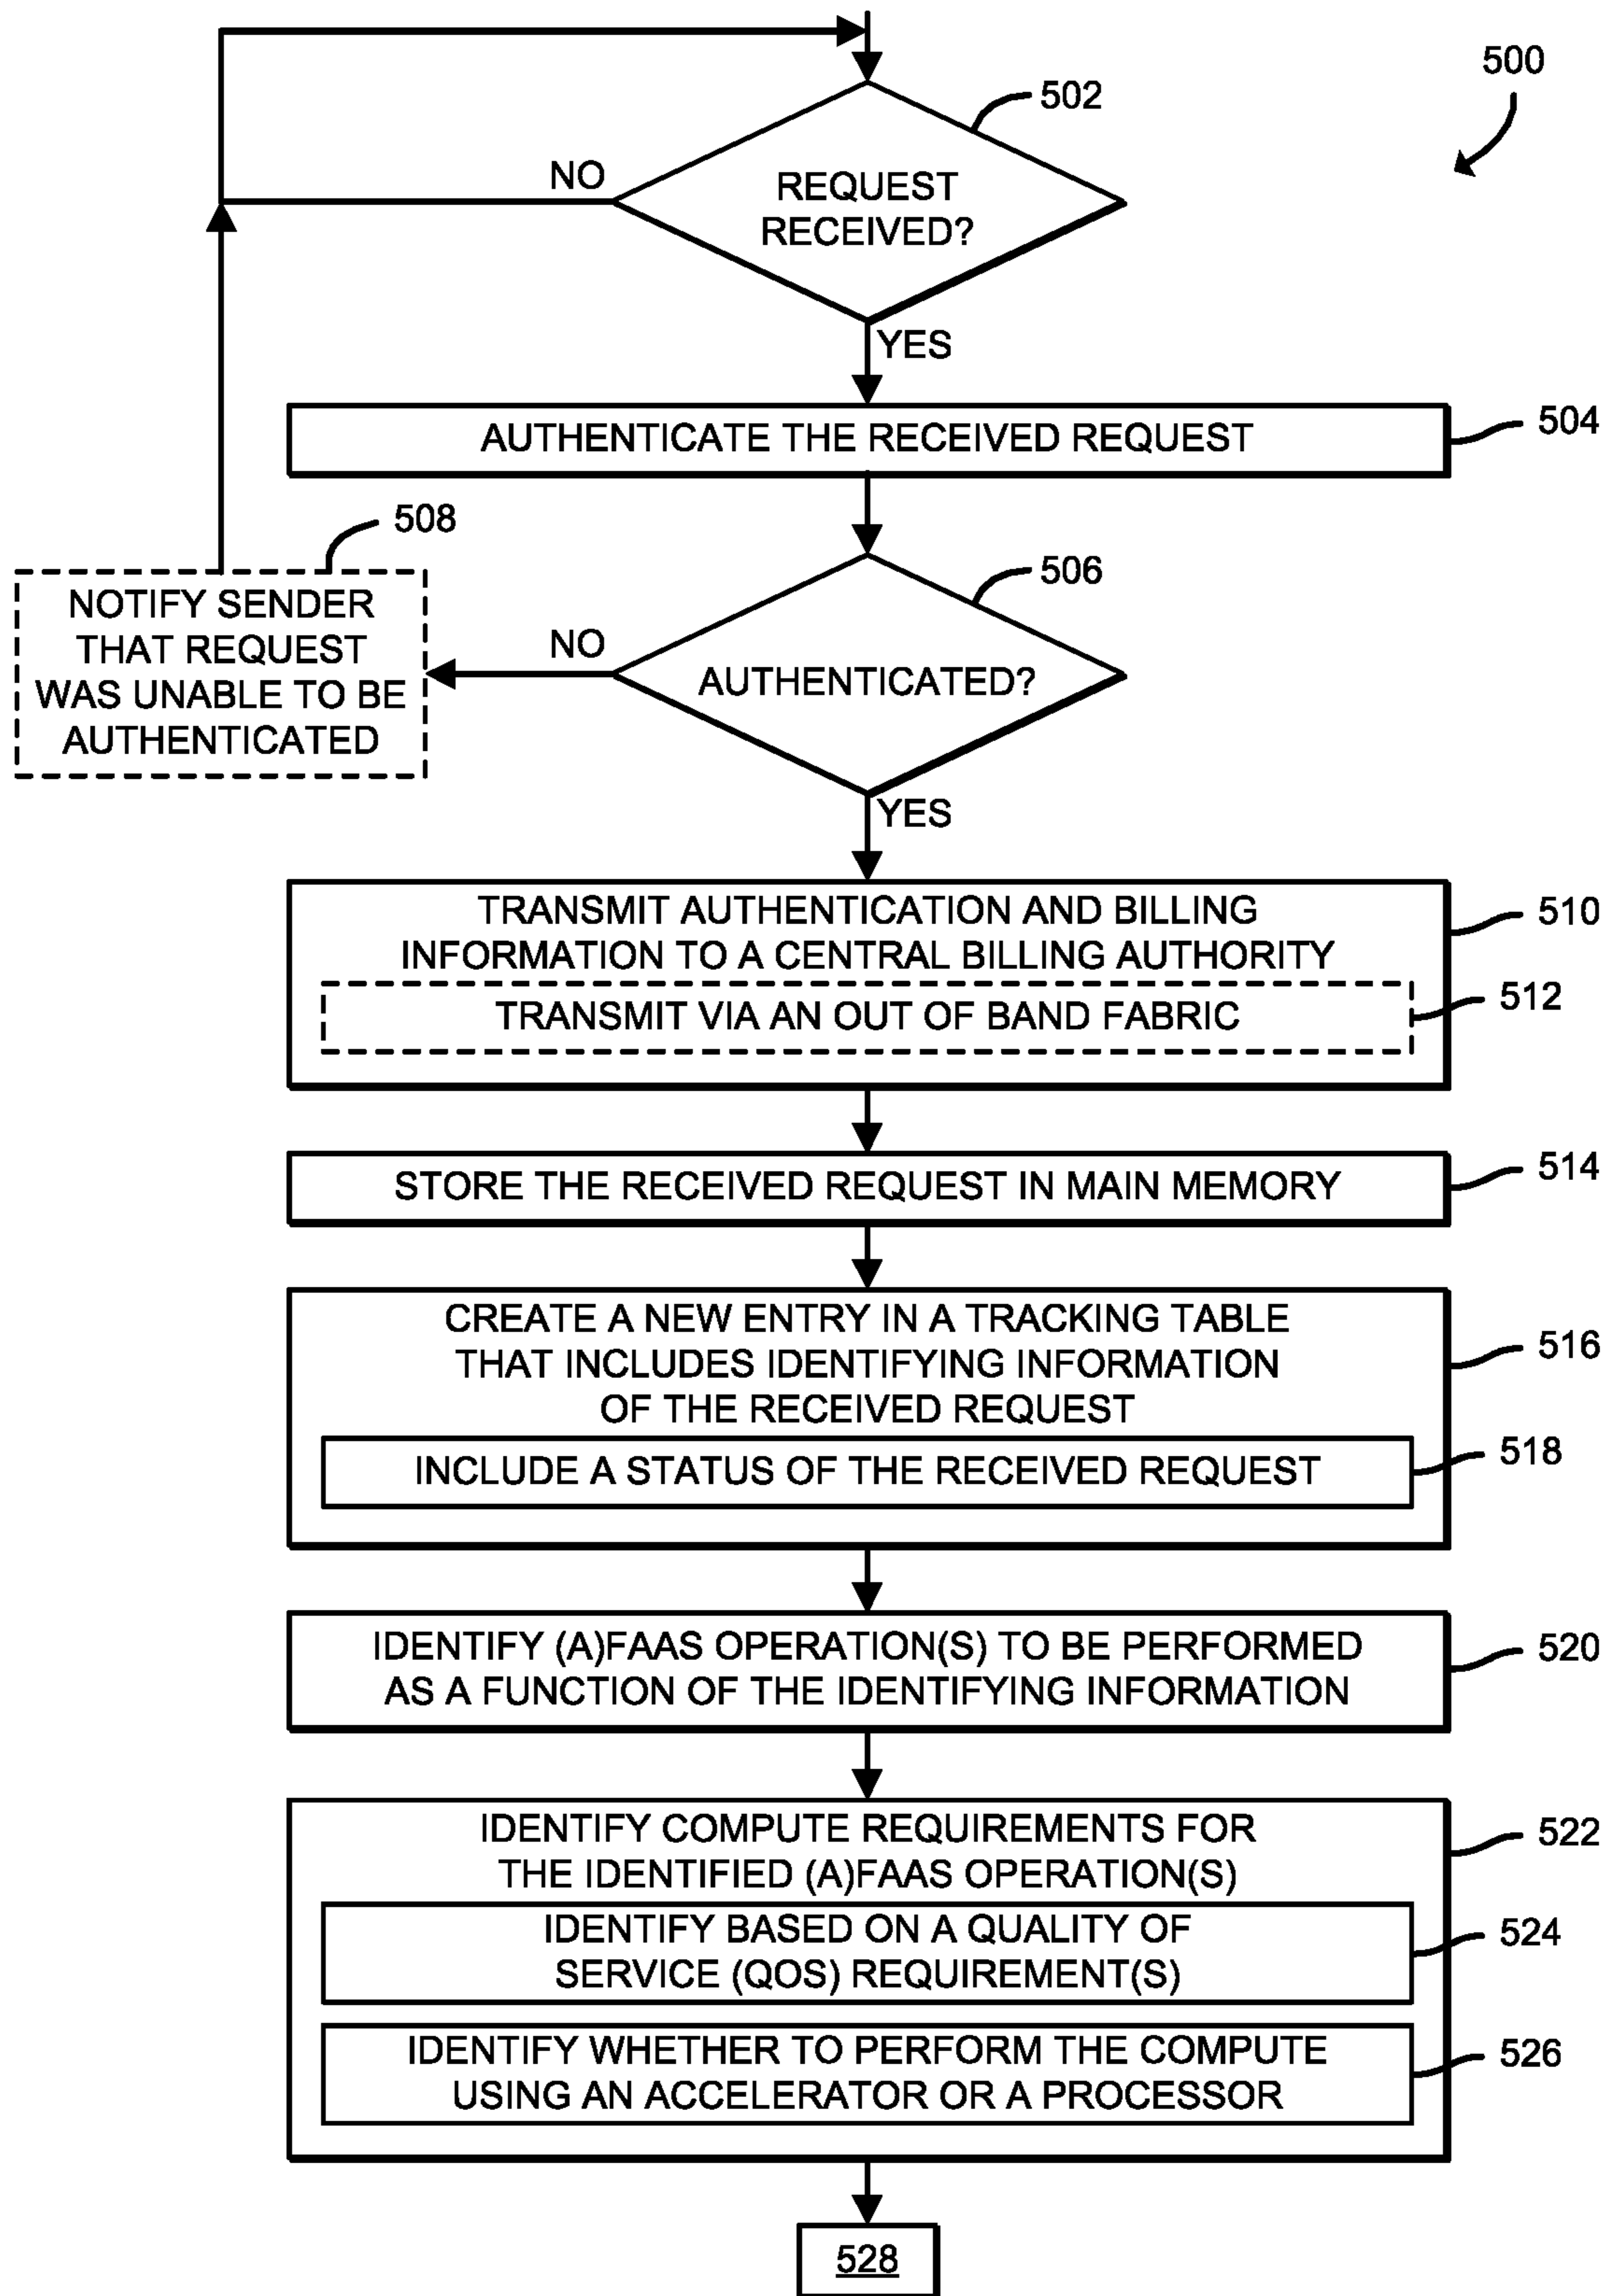 500
502
NO
REQUEST
RECEIVED?
YES
AUTHENTICATE THE RECEIVED REQUEST
504
508
NOTIFY SENDER
THAT REQUEST
WAS UNABLE TO BE
AUTHENTICATED
506
NO
AUTHENTICATED?
YES
TRANSMIT AUTHENTICATION AND BILLING
INFORMATION TO A CENTRAL BILLING AUTHORITY
510
TRANSMIT VIA AN OUT OF BAND FABRIC
512
STORE THE RECEIVED REQUEST IN MAIN MEMORY
514
CREATE A NEW ENTRY IN A TRACKING TABLE
THAT INCLUDES IDENTIFYING INFORMATION
OF THE RECEIVED REQUEST
516
INCLUDE A STATUS OF THE RECEIVED REQUEST
518
IDENTIFY (A)FAAS OPERATION(S) TO BE PERFORMED
AS A FUNCTION OF THE IDENTIFYING INFORMATION
520
IDENTIFY COMPUTE REQUIREMENTS FOR
THE IDENTIFIED (A)FAAS OPERATION(S)
522
IDENTIFY BASED ON A QUALITY OF
SERVICE (QOS) REQUIREMENT(S)
524
IDENTIFY WHETHER TO PERFORM THE COMPUTE
USING AN ACCELERATOR OR A PROCESSOR
526
528